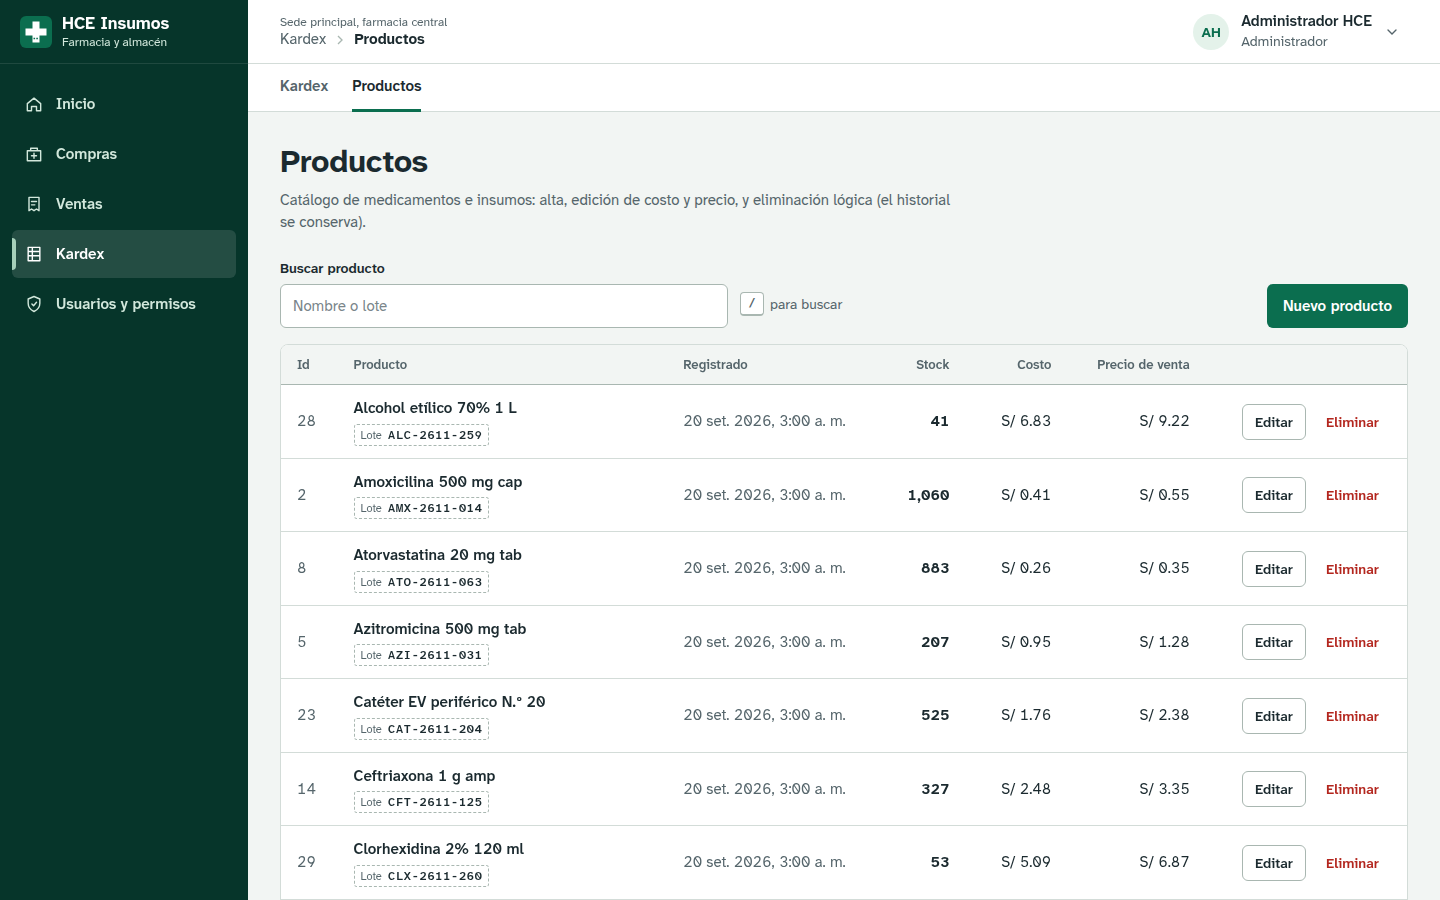 HCE Insumos
Farmacia y almacén
Inicio
Compras
Ventas
Kardex
Usuarios y permisos
Sede principal, farmacia central
Kardex > Productos
AH
Administrador HCE
Administrador
Kardex Productos
Productos
Catálogo de medicamentos e insumos: alta, edición de costo y precio, y eliminación lógica (el historial
se conserva).
Buscar producto
Nombre o lote
/ para buscar
Nuevo producto
Id Producto Registrado Stock Costo Precio de venta
28 Alcohol etílico 70% 1 L 20 set. 2026, 3:00 a. m. 41 S/ 6.83 S/ 9.22 Editar Eliminar
Lote ALC-2611-259
2 Amoxicilina 500 mg cap 20 set. 2026, 3:00 a. m. 1,060 S/ 0.41 S/ 0.55 Editar Eliminar
Lote AMX-2611-014
8 Atorvastatina 20 mg tab 20 set. 2026, 3:00 a. m. 883 S/ 0.26 S/ 0.35 Editar Eliminar
Lote ATO-2611-063
5 Azitromicina 500 mg tab 20 set. 2026, 3:00 a. m. 207 S/ 0.95 S/ 1.28 Editar Eliminar
Lote AZI-2611-031
23 Catéter EV periférico N.° 20 20 set. 2026, 3:00 a. m. 525 S/ 1.76 S/ 2.38 Editar Eliminar
Lote CAT-2611-204
14 Ceftriaxona 1 g amp 20 set. 2026, 3:00 a. m. 327 S/ 2.48 S/ 3.35 Editar Eliminar
Lote CFT-2611-125
29 Clorhexidina 2% 120 ml 20 set. 2026, 3:00 a. m. 53 S/ 5.09 S/ 6.87 Editar Eliminar
Lote CLX-2611-260